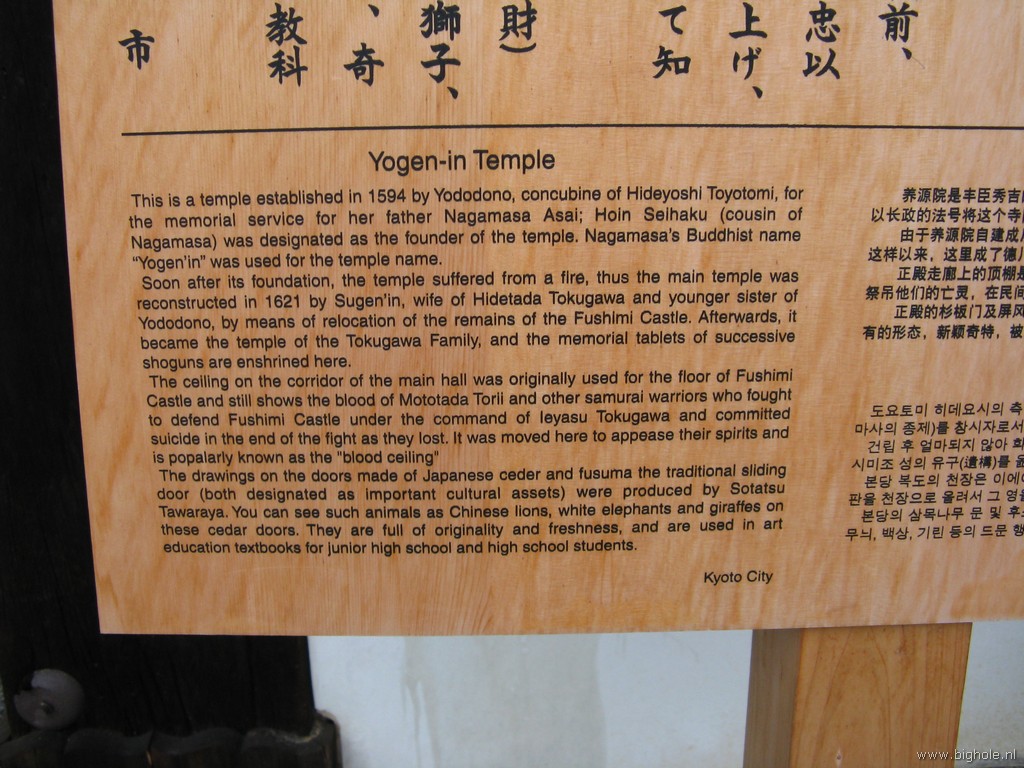 前、
忠以
上げ、
て知
財)
獅子、
、奇
教科
市
Yogen-in Temple
This is a temple established in 1594 by Yododono, concubine of Hideyoshi Toyotomi, for
the memorial service for her father Nagamasa Asai; Hoin Seihaku (cousin of
Nagamasa) was designated as the founder of the temple. Nagamasa's Buddhist name
"Yogen'in" was used for the temple name.
Soon after its foundation, the temple suffered from a fire, thus the main temple was
reconstructed in 1621 by Sugen'in, wife of Hidetada Tokugawa and younger sister of
Yododono, by means of relocation of the remains of the Fushimi Castle. Afterwards, it
became the temple of the Tokugawa Family, and the memorial tablets of successive
shoguns are enshrined here.
The ceiling on the corridor of the main hall was originally used for the floor of Fushimi
Castle and still shows the blood of Mototada Torii and other samurai warriors who fought
to defend Fushimi Castle under the command of Ieyasu Tokugawa and committed
suicide in the end of the fight as they lost. It was moved here to appease their spirits and
is popalarly known as the "blood ceiling"
The drawings on the doors made of Japanese ceder and fusuma the traditional sliding
door (both designated as important cultural assets) were produced by Sotatsu
Tawaraya. You can see such animals as Chinese lions, white elephants and giraffes on
these cedar doors. They are full of originality and freshness, and are used in art
education textbooks for junior high school and high school students.
Kyoto City
养源院是丰臣秀吉
以长政的法号将这个寺
由于养源院自建成
这样以来，这里成了德
正殿走廊上的顶棚是
祭吊他们的亡灵，在民间
正殿的杉板门及屏风
有的形态，新颖奇特，被
도요토미 히데요시의 측
마사의 종제)를 창시자로서
건립 후 얼마되지 않아 화
시미조 성의 유구(遺構)를 옮
본당 복도의 천장은 이에
판을 천장으로 올려서 그 영
본당의 삼목나무 문 및 후
무늬, 백상, 기린 등의 드문 행
www.bighole.nl